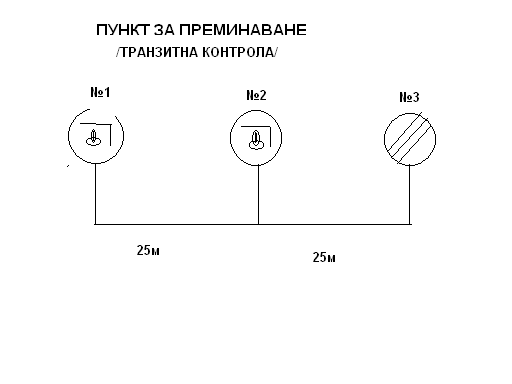 ПУНКТ ЗА ПРЕМИНАВАНЕ
/ТРАНЗИТНА КОНТРОЛА/
№1
№2
№3
25м
25м